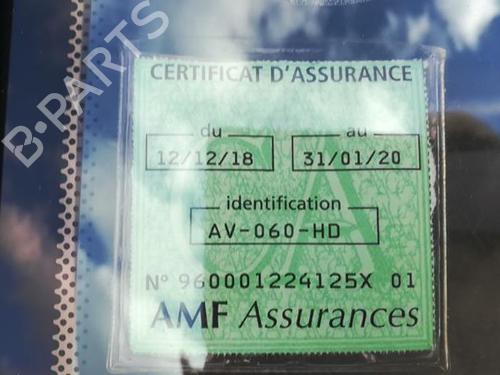 B-PARTS
CERTIFICAT D'ASSURANCE
du au
12/12/18 31/01/20
identification
AV-060-HD
N° 960001224125X 01
AMF Assurances